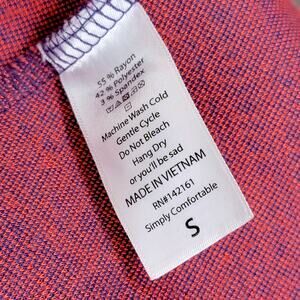 55% Rayon
42% Polyester
3% Spandex
Machine Wash Cold
Gentle Cycle
Do Not Bleach
Hang Dry
or you'll be sad
MADE IN VIETNAM
RN#142161
Simply Comfortable
S